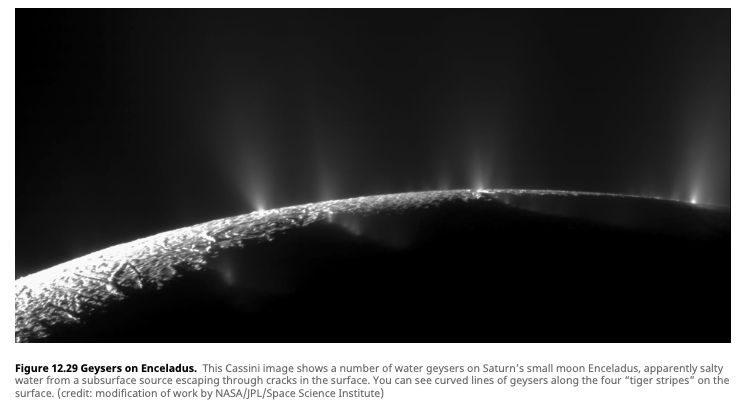 Figure 12.29 Geysers on Enceladus. This Cassini image shows a number of water geysers on Saturn’s small moon Enceladus, apparently salty
water from a subsurface source escaping through cracks in the surface. You can see curved lines of geysers along the four “tiger stripes” on the
surface. (credit: modification of work by NASA/JPL/Space Science Institute)